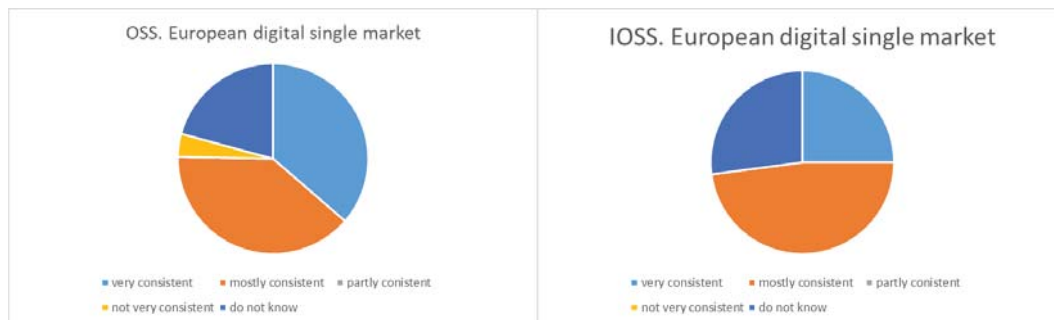 OSS. European digital single market
very consistent mostly consistent partly conistent
not very consistent do not know
IOSS. European digital single market
very consistent mostly consistent partly conistent
not very consistent do not know